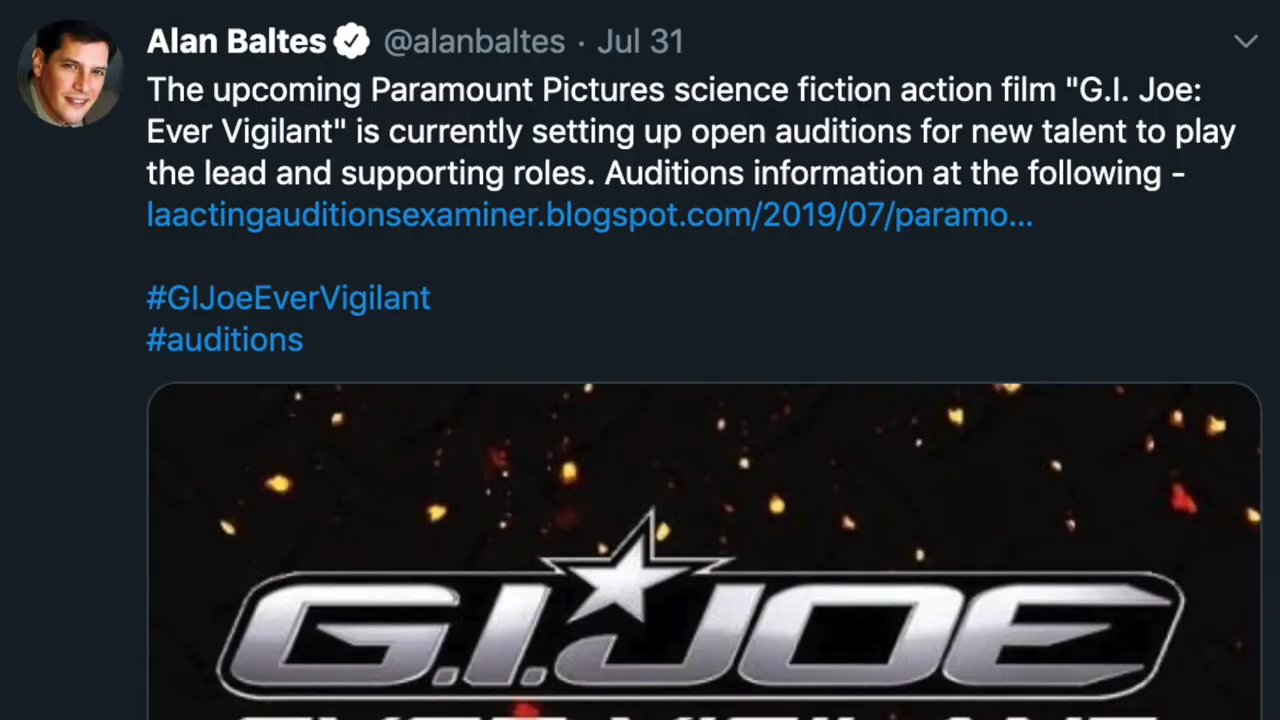 Alan Baltes @alanbaltes · Jul 31
The upcoming Paramount Pictures science fiction action film "G.I. Joe:
Ever Vigilant" is currently setting up open auditions for new talent to play
the lead and supporting roles. Auditions information at the following -
laactingauditionsexaminer.blogspot.com/2019/07/paramo...
#GIJoeEverVigilant
#auditions
G.I. JOE